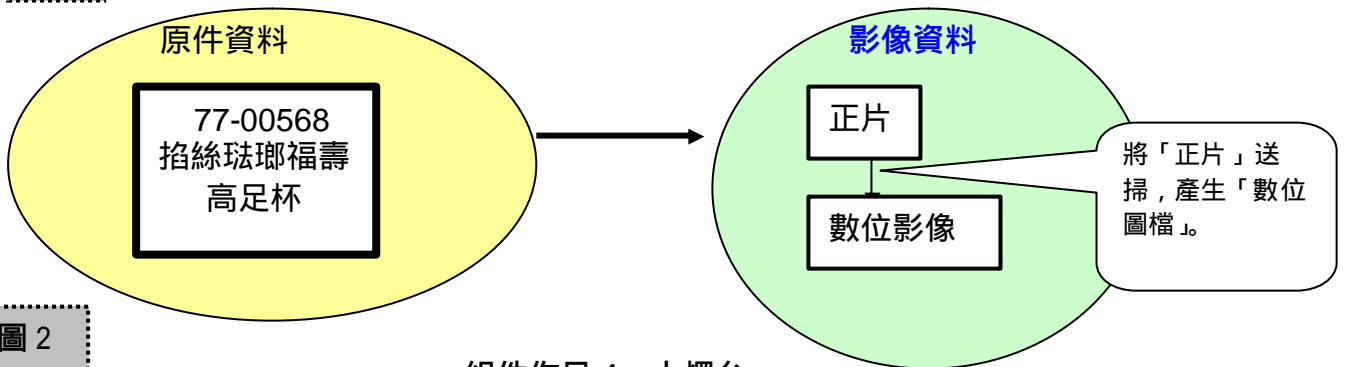 原件資料
77-00568
掐絲琺瑯福壽
高足杯
影像資料
正片
數位影像
將「正片」送
掃，產生「數位
圖檔」。
圖 2